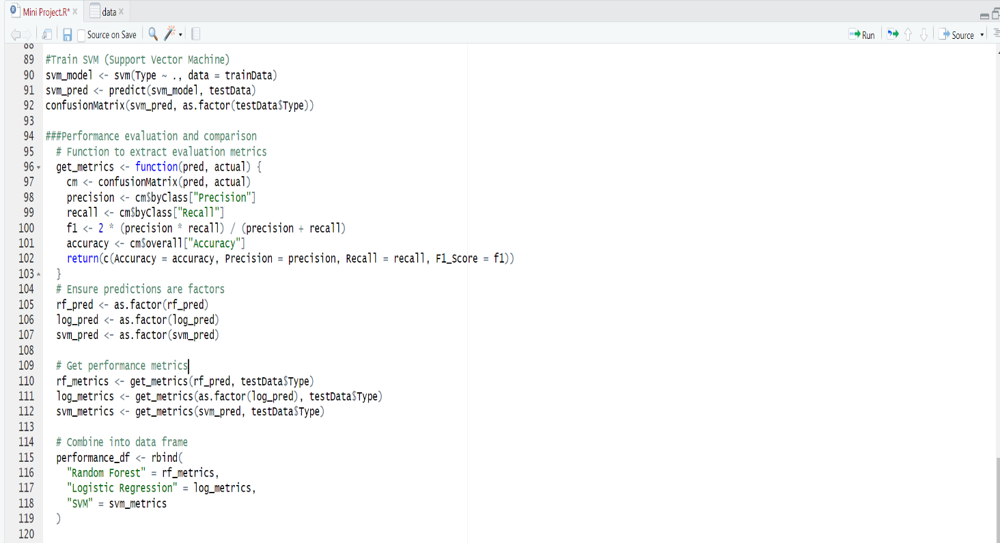 Mini Project.R*
data
Source on Save
Run
Source
88
89 #Train SVM (Support Vector Machine)
90 svm_model <- svm(Type ~ ., data = trainData)
91 svm_pred <- predict(svm_model, testData)
92 confusionMatrix(svm_pred, as.factor(testData$Type))
93
94 ###Performance evaluation and comparison
95 # Function to extract evaluation metrics
96 get_metrics <- function(pred, actual) {
97 cm <- confusionMatrix(pred, actual)
98 precision <- cm$byClass["Precision"]
99 recall <- cm$byClass["Recall"]
100 f1 <- 2 * (precision * recall) / (precision + recall)
101 accuracy <- cm$overall["Accuracy"]
102 return(c(Accuracy = accuracy, Precision = precision, Recall = recall, F1_Score = f1))
103 }
104 # Ensure predictions are factors
105 rf_pred <- as.factor(rf_pred)
106 log_pred <- as.factor(log_pred)
107 svm_pred <- as.factor(svm_pred)
108
109 # Get performance metrics
110 rf_metrics <- get_metrics(rf_pred, testData$Type)
111 log_metrics <- get_metrics(as.factor(log_pred), testData$Type)
112 svm_metrics <- get_metrics(svm_pred, testData$Type)
113
114 # Combine into data frame
115 performance_df <- rbind(
116 "Random Forest" = rf_metrics,
117 "Logistic Regression" = log_metrics,
118 "SVM" = svm_metrics
119 )
120